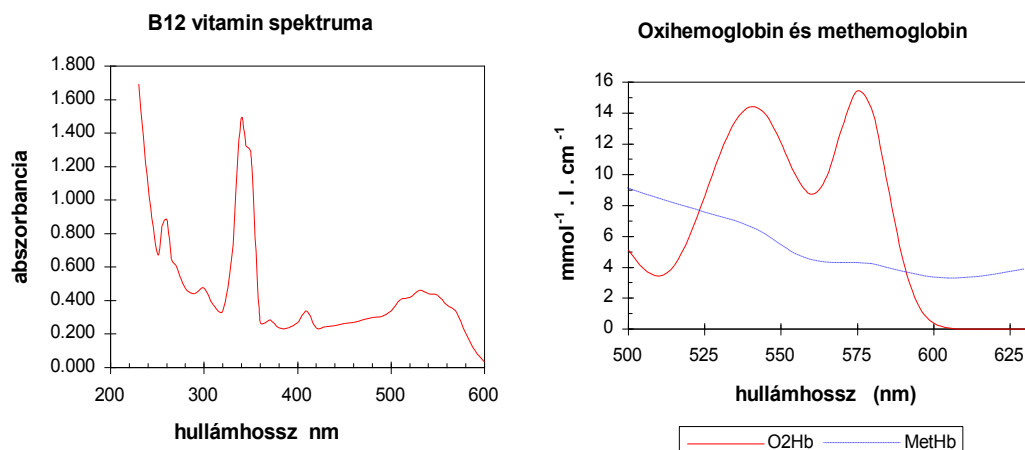 B12 vitamin spektruma
abszorbancia
1.800
1.600
1.400
1.200
1.000
0.800
0.600
0.400
0.200
0.000
200 300 400 500 600
hullámhossz nm
Oxihemoglobin és methemoglobin
mmol-1 . l . cm-1
16
14
12
10
8
6
4
2
0
500 525 550 575 600 625
hullámhossz (nm)
O2Hb MetHb